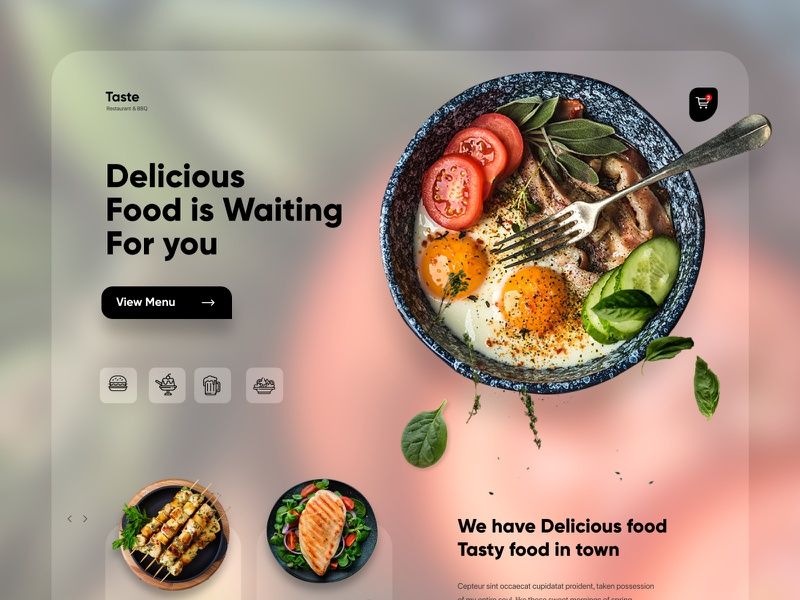 Taste
Restaurant & BBQ
2
Delicious
Food is Waiting
For you
View Menu
We have Delicious food
Tasty food in town
Cepteur sint occaecat cupidatat proident, taken possession
of my entire soul, like these sweet mornings of spring